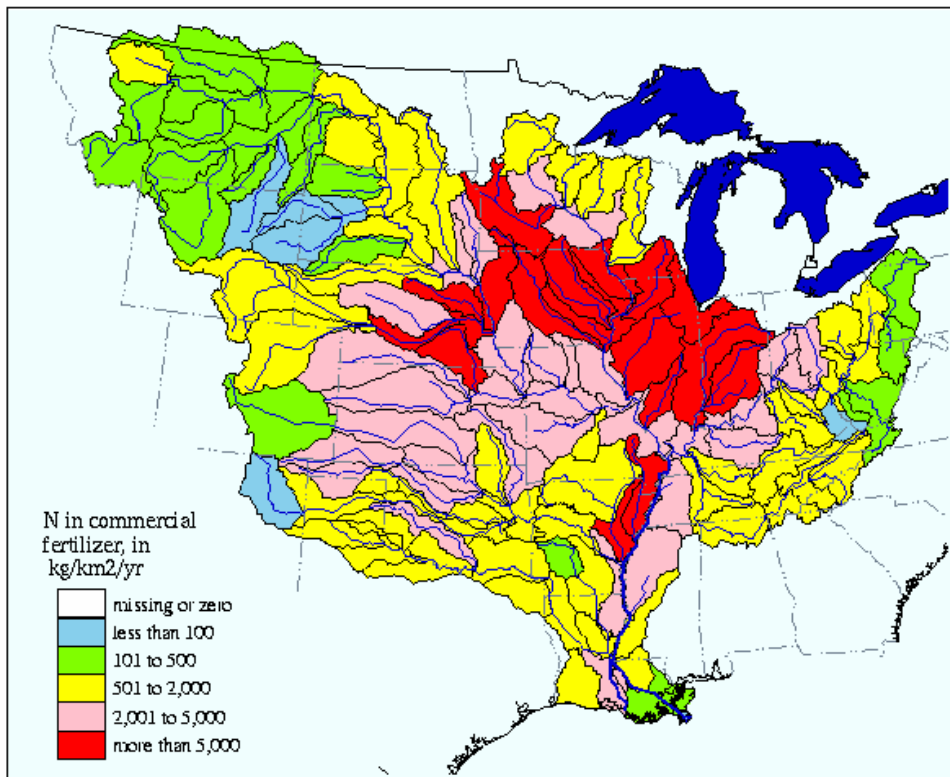 N in commercial
fertilizer, in
kg/km2/yr
missing or zero
less than 100
101 to 500
501 to 2,000
2,001 to 5,000
more than 5,000